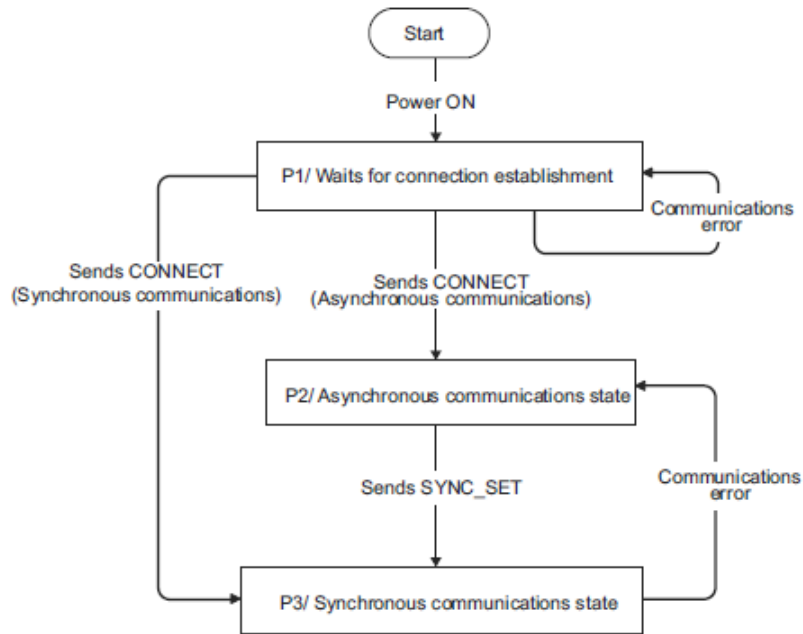 Start
Power ON
P1/ Waits for connection establishment
Communications
error
Sends CONNECT
(Synchronous communications)
Sends CONNECT
(Asynchronous communications)
P2/ Asynchronous communications state
Sends SYNC_SET
Communications
error
P3/ Synchronous communications state